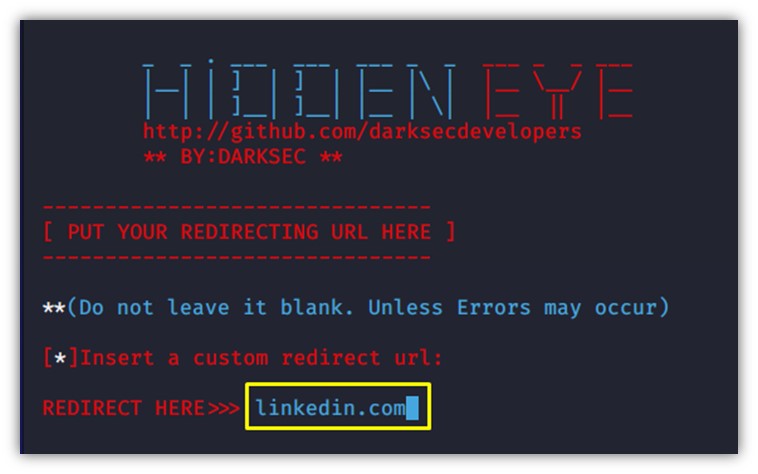 HIDDEN EYE
http://github.com/darksecdevelopers
** BY:DARKSEC **
-------------------------------
[ PUT YOUR REDIRECTING URL HERE ]
-------------------------------
**(Do not leave it blank. Unless Errors may occur)
[*]Insert a custom redirect url:
REDIRECT HERE>>> linkedin.com